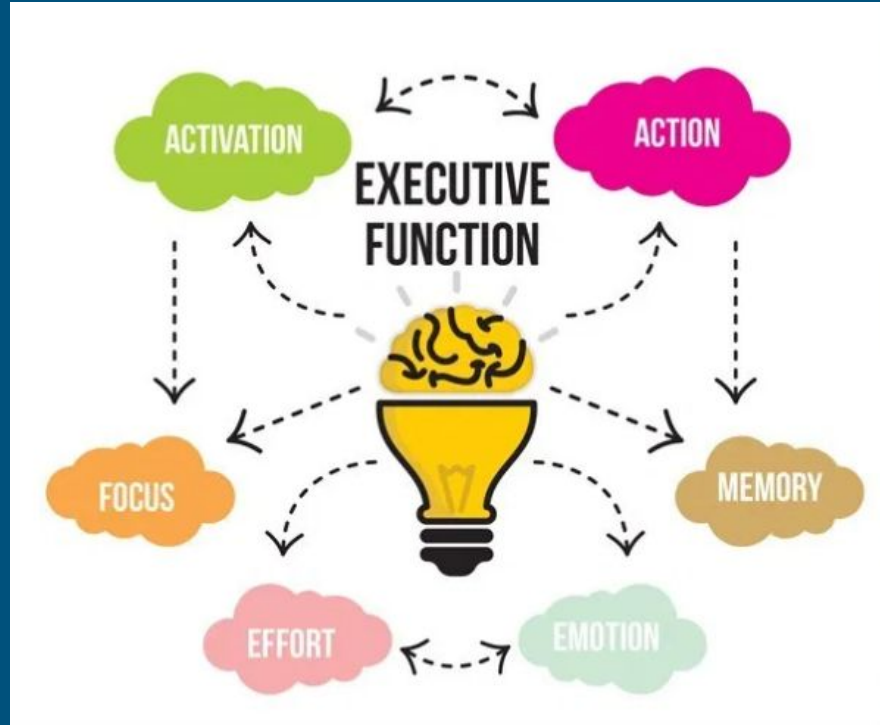 ACTIVATION
ACTION
EXECUTIVE
FUNCTION
FOCUS
MEMORY
EFFORT
EMOTION